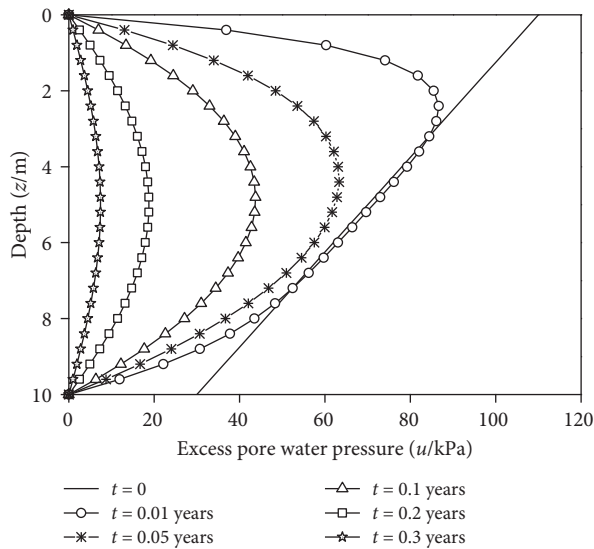 0
2
4
6
8
10
Depth (z/m)
0 20 40 60 80 100 120
Excess pore water pressure (u/kPa)
t = 0
t = 0.01 years
t = 0.05 years
t = 0.1 years
t = 0.2 years
t = 0.3 years